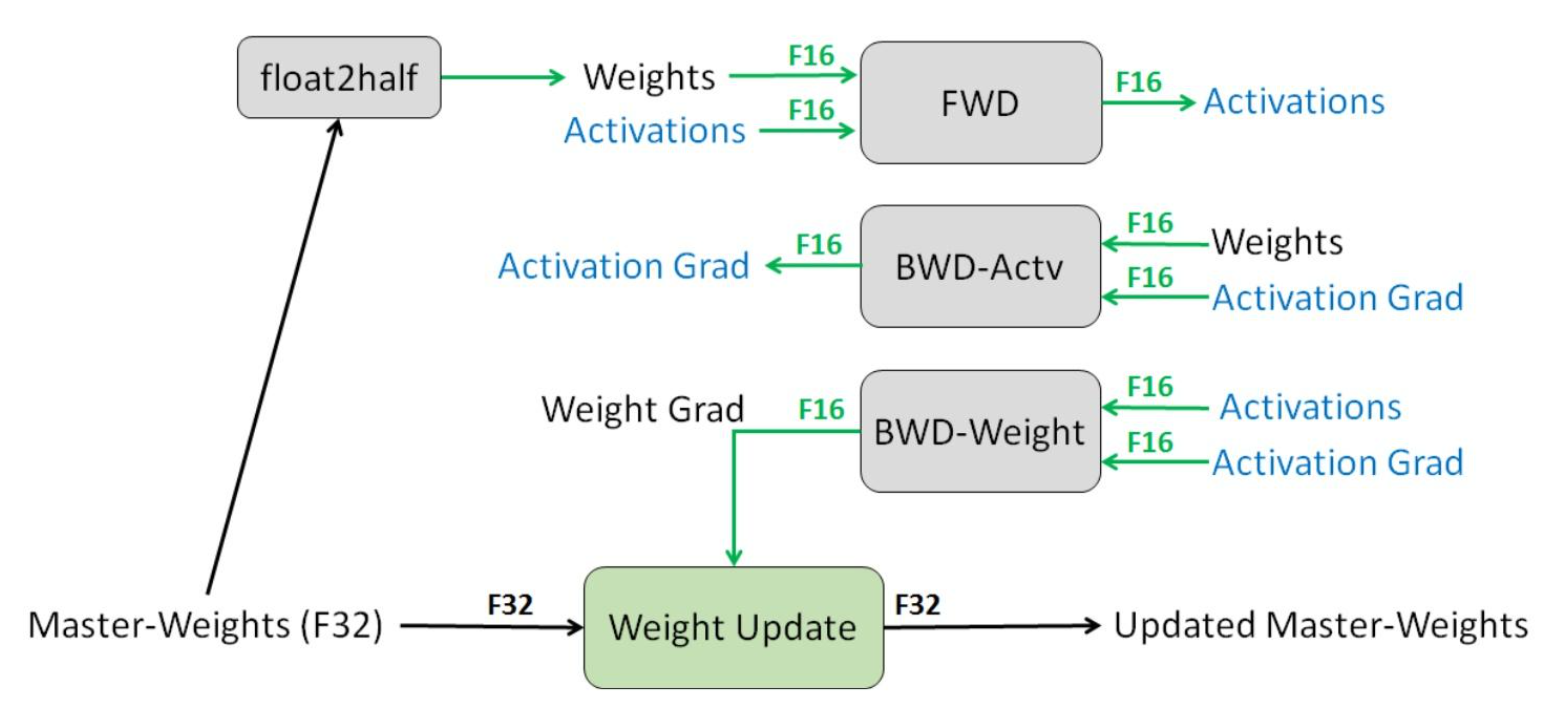 float2half
Weights
F16
Activations
F16
FWD
F16
Activations
Activation Grad
F16
BWD-Actv
F16
Weights
F16
Activation Grad
Weight Grad
F16
BWD-Weight
F16
Activations
F16
Activation Grad
Master-Weights (F32)
F32
Weight Update
F32
Updated Master-Weights